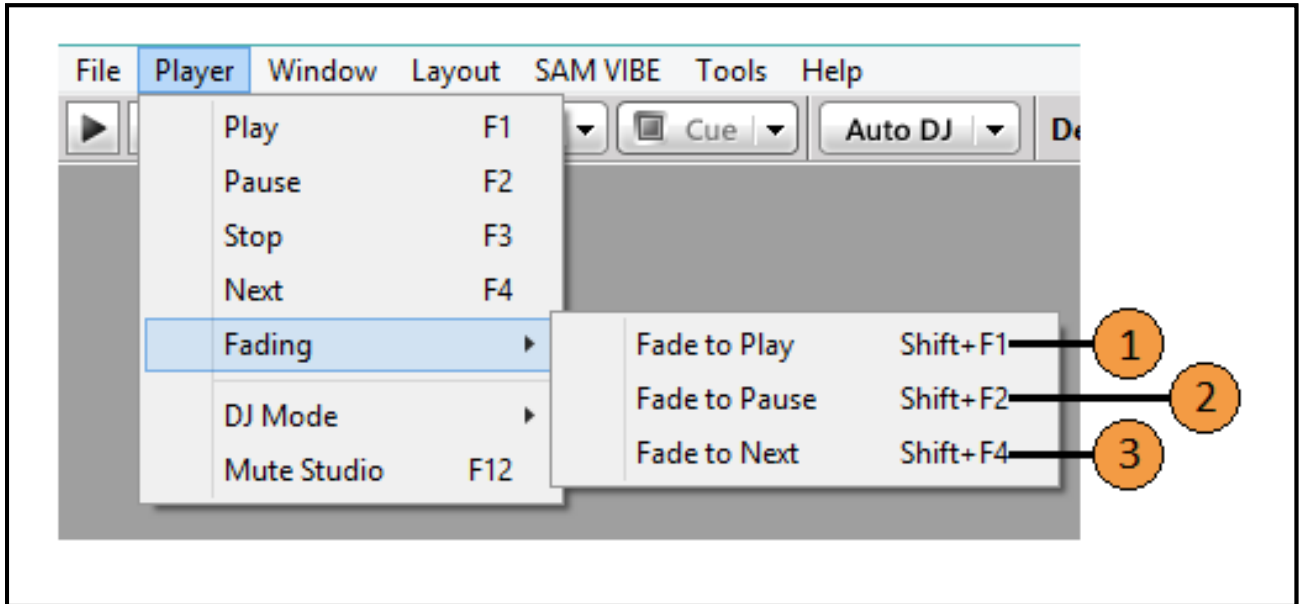 File Player Window Layout SAM VIBE Tools Help
Play F1
Cue
Auto DJ
Pause F2
Stop F3
Next F4
Fading
Fade to Play Shift+F1 1
Fade to Pause Shift+F2 2
Fade to Next Shift+F4 3
DJ Mode
Mute Studio F12